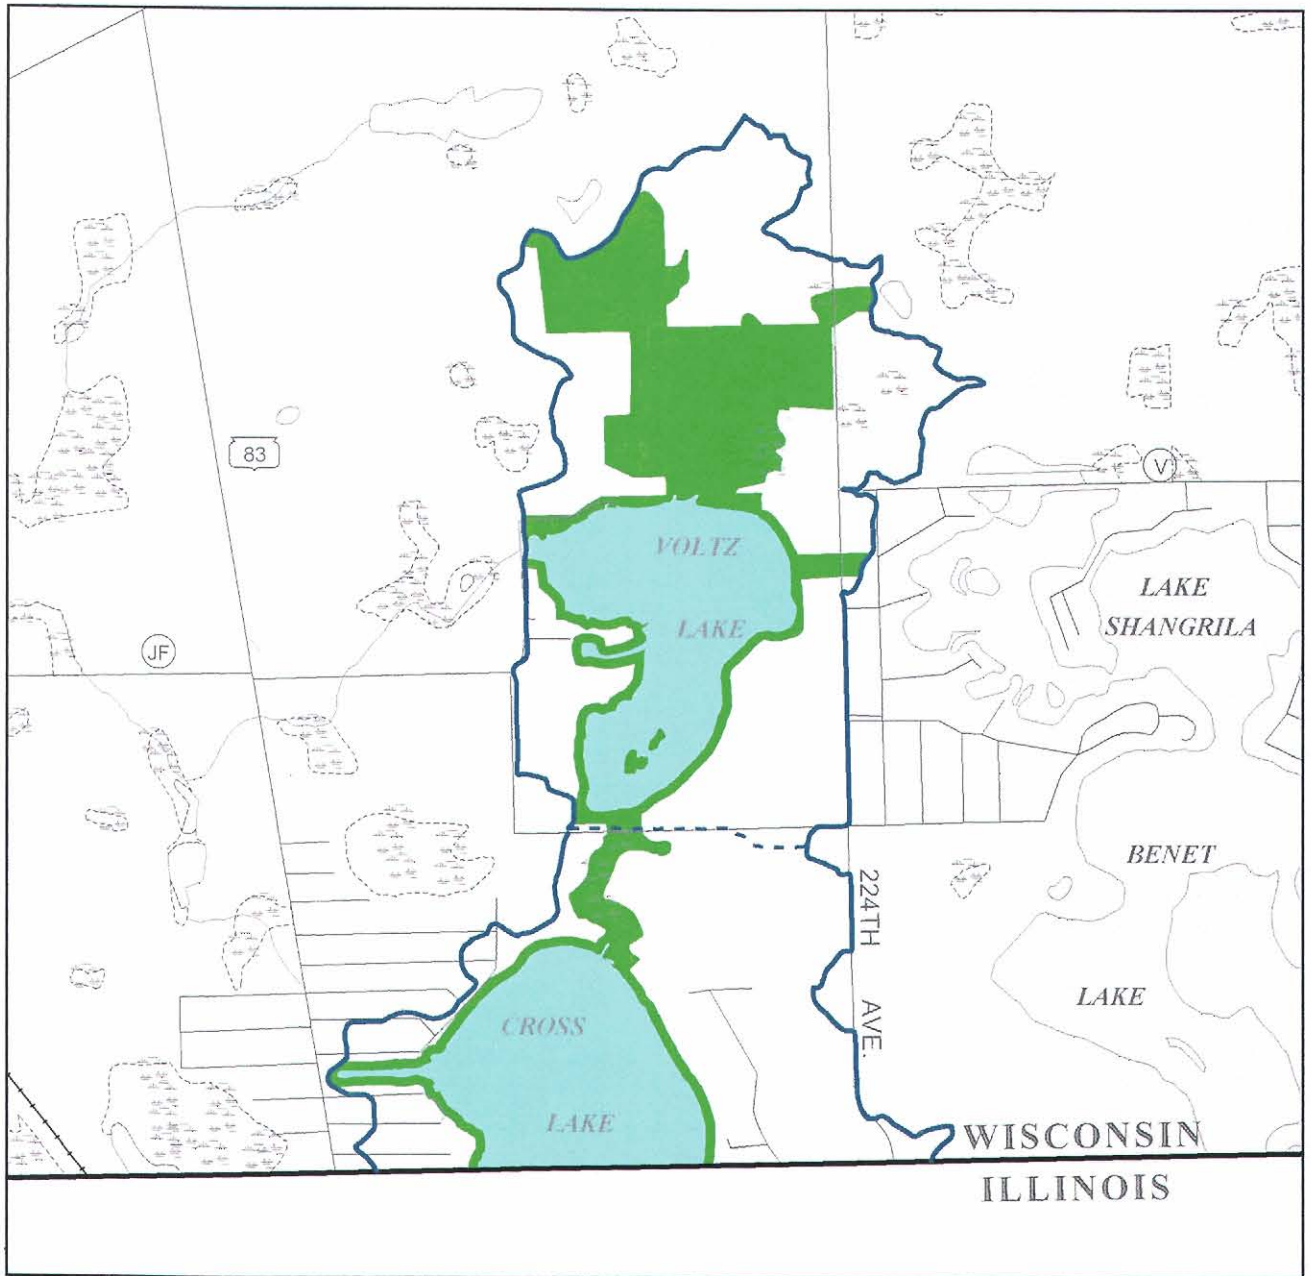 83
V
VOLTZ
LAKE
LAKE
SHANGRILA
JF
BENET
LAKE
224TH AVE.
CROSS
LAKE
WISCONSIN
ILLINOIS